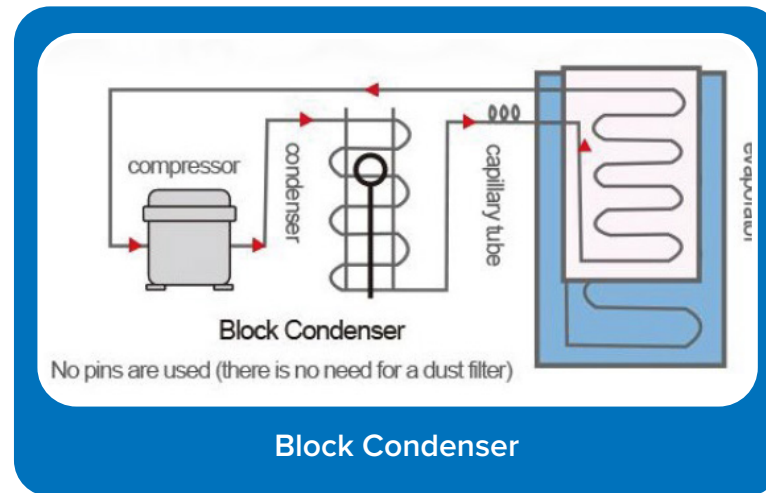 compressor
condenser
capillary tube
evaporator
Block Condenser
No pins are used (there is no need for a dust filter)
Block Condenser